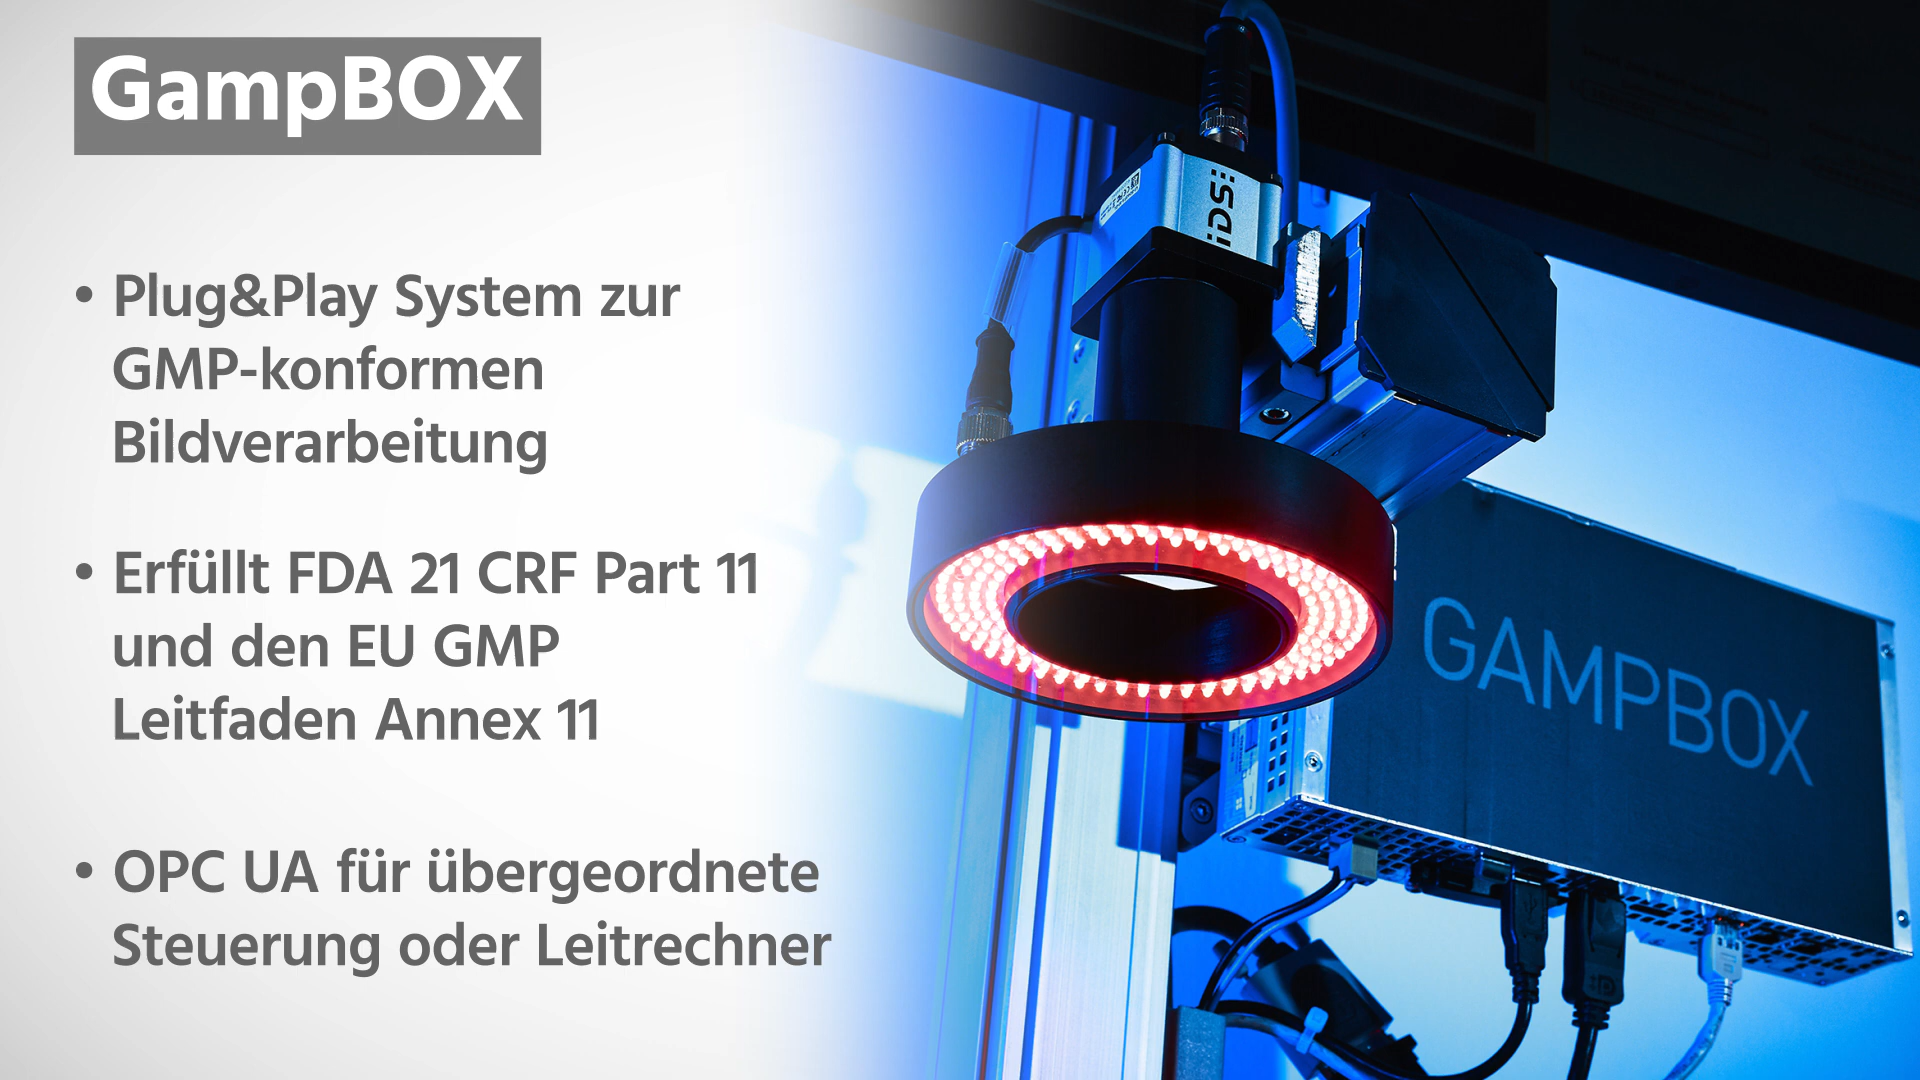 GampBOX
• Plug&Play System zur
GMP-konformen
Bildverarbeitung
• Erfüllt FDA 21 CRF Part 11
und den EU GMP
Leitfaden Annex 11
• OPC UA für übergeordnete
Steuerung oder Leitrechner
iDS
GAMPBOX